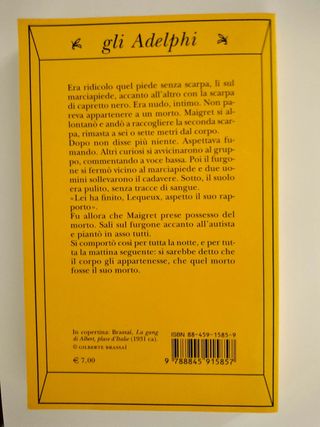 gli Adelphi
Era ridicolo quel piede senza scarpa, lì sul
marciapiede, accanto all'altro con la scarpa
di capretto nero. Era nudo, intimo. Non pa-
reva appartenere a un morto. Maigret si al-
lontanò e andò a raccogliere la seconda scar-
pa, rimasta a sei o sette metri dal corpo.
Dopo non disse più niente. Aspettava fu-
mando. Altri curiosi si avvicinarono al grup-
po, commentando a voce bassa. Poi il furgo-
ne si fermò vicino al marciapiede e due uo-
mini sollevarono il cadavere. Sotto, il suolo
era pulito, senza tracce di sangue.
«Lei ha finito, Lequeux, aspetto il suo rap-
porto».
Fu allora che Maigret prese possesso del
morto. Salì sul furgone accanto all'autista
e piantò in asso tutti.
Si comportò così per tutta la notte, e per tut-
ta la mattina seguente: si sarebbe detto che
il corpo gli appartenesse, che quel morto
fosse il suo morto.
In copertina: Brassaï, La gang
di Albert, place d'Italie (1931 ca).
© GILBERTE BRASSAÏ
€ 7,00
ISBN 88-459-1585-9
9 788845 915857